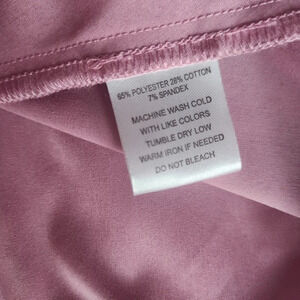 65% POLYESTER 28% COTTON
7% SPANDEX
MACHINE WASH COLD
WITH LIKE COLORS
TUMBLE DRY LOW
WARM IRON IF NEEDED
DO NOT BLEACH